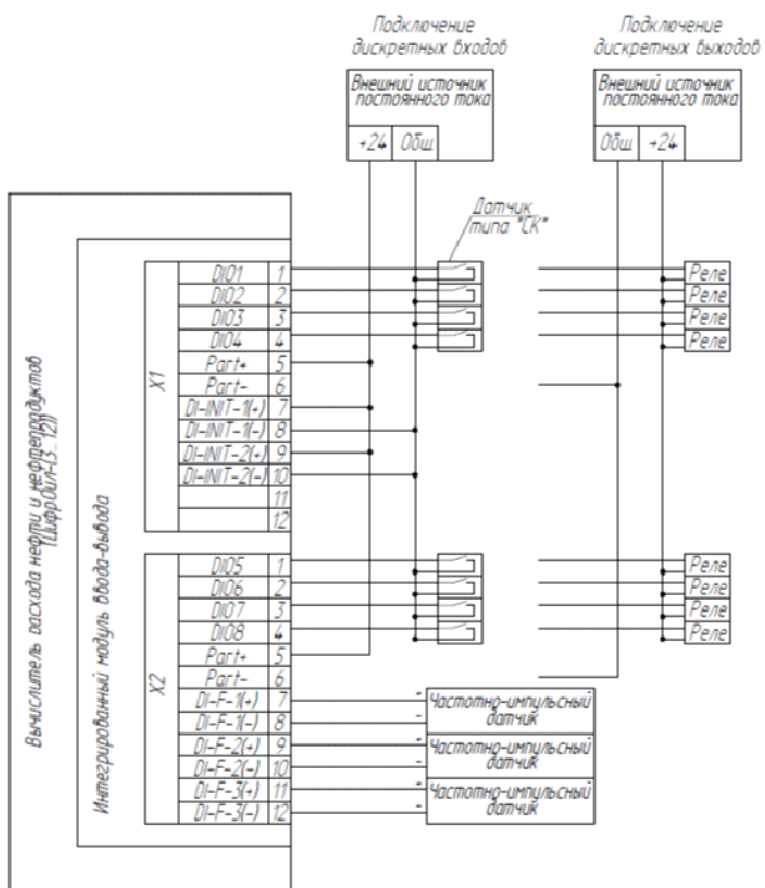 Подключение
дискретных входов
Подключение
дискретных выходов
Внешний источник
постоянного тока
+24 Общ.
Внешний источник
постоянного тока
Общ. +24
Датчик
типа "СК"
Вычислитель расхода нефти и нефтепродуктов
"ЦифрОйл-(3...12)"
Интегрированный модуль ввода-вывода
X1
DIO1 1
DIO2 2
DIO3 3
DIO4 4
Part+ 5
Part- 6
DI-INIT-1(+) 7
DI-INIT-1(-) 8
DI-INIT-2(+) 9
DI-INIT-2(-) 10
11
12
Реле
Реле
Реле
Реле
X2
DIO5 1
DIO6 2
DIO7 3
DIO8 4
Part+ 5
Part- 6
DI-F-1(+) 7
DI-F-1(-) 8
DI-F-2(+) 9
DI-F-2(-) 10
DI-F-3(+) 11
DI-F-3(-) 12
Реле
Реле
Реле
Реле
+
-
Частотно-импульсный
датчик
+
-
Частотно-импульсный
датчик
+
-
Частотно-импульсный
датчик